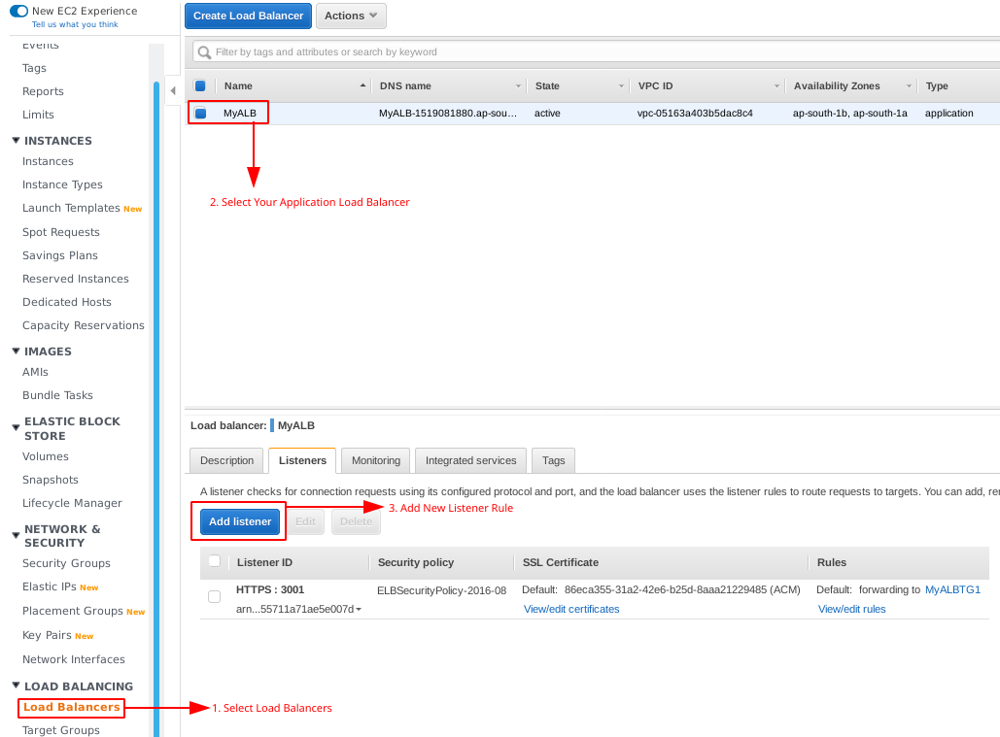 New EC2 Experience
Tell us what you think
Events
Tags
Reports
Limits
INSTANCES
Instances
Instance Types
Launch Templates New
Spot Requests
Savings Plans
Reserved Instances
Dedicated Hosts
Capacity Reservations
IMAGES
AMIs
Bundle Tasks
ELASTIC BLOCK
STORE
Volumes
Snapshots
Lifecycle Manager
NETWORK &
SECURITY
Security Groups
Elastic IPs New
Placement Groups New
Key Pairs New
Network Interfaces
LOAD BALANCING
Load Balancers
Target Groups
1. Select Load Balancers
Create Load Balancer Actions
Filter by tags and attributes or search by keyword
Name DNS name State VPC ID Availability Zones Type
MyALB MyALB-1519081880.ap-sou... active vpc-05163a403b5dac8c4 ap-south-1b, ap-south-1a application
2. Select Your Application Load Balancer
Load balancer: MyALB
Description Listeners Monitoring Integrated services Tags
A listener checks for connection requests using its configured protocol and port, and the load balancer uses the listener rules to route requests to targets. You can add,
3. Add New Listener Rule
Add listener Edit Delete
Listener ID Security policy SSL Certificate Rules
HTTPS : 3001 ELBSecurityPolicy-2016-08 Default: 86eca355-31a2-42e6-b25d-8aaa21229485 (ACM) Default: forwarding to MyALBTG1
arn...55711a71ae5e007d View/edit certificates View/edit rules